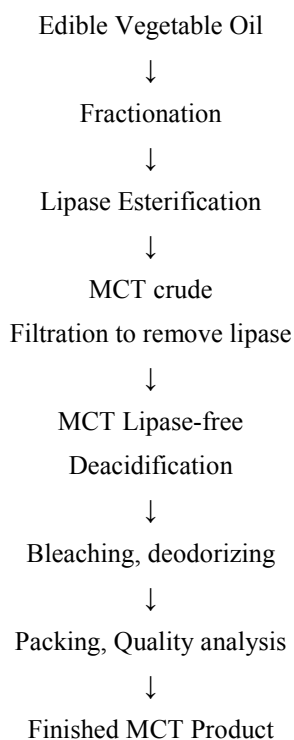 Edible Vegetable Oil
↓
Fractionation
↓
Lipase Esterification
↓
MCT crude
Filtration to remove lipase
↓
MCT Lipase-free
Deacidification
↓
Bleaching, deodorizing
↓
Packing, Quality analysis
↓
Finished MCT Product